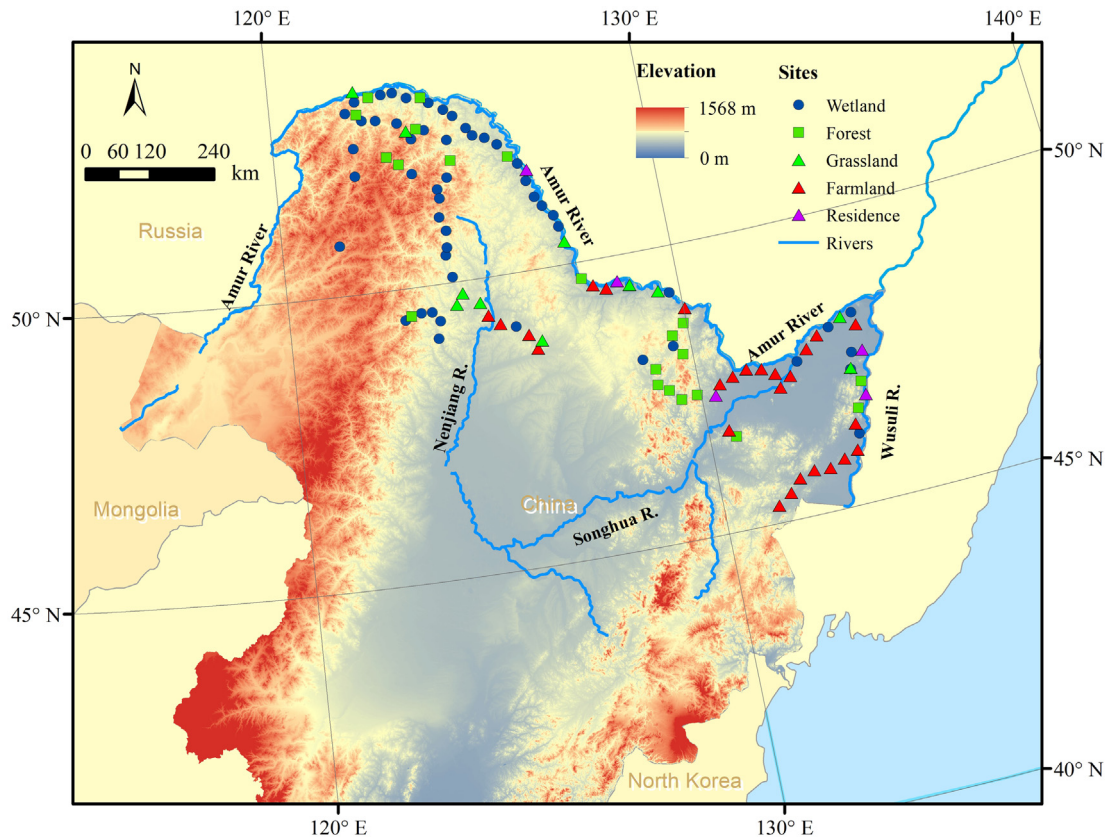 120° E
130° E
140° E
N
0 60 120 240
km
Elevation
1568 m
0 m
Sites
Wetland
Forest
Grassland
Farmland
Residence
Rivers
50° N
Russia
Amur River
Amur River
50° N
Amur River
Nenjiang R.
Wusuli R.
45° N
Mongolia
China
Songhua R.
45° N
North Korea
40° N
120° E
130° E